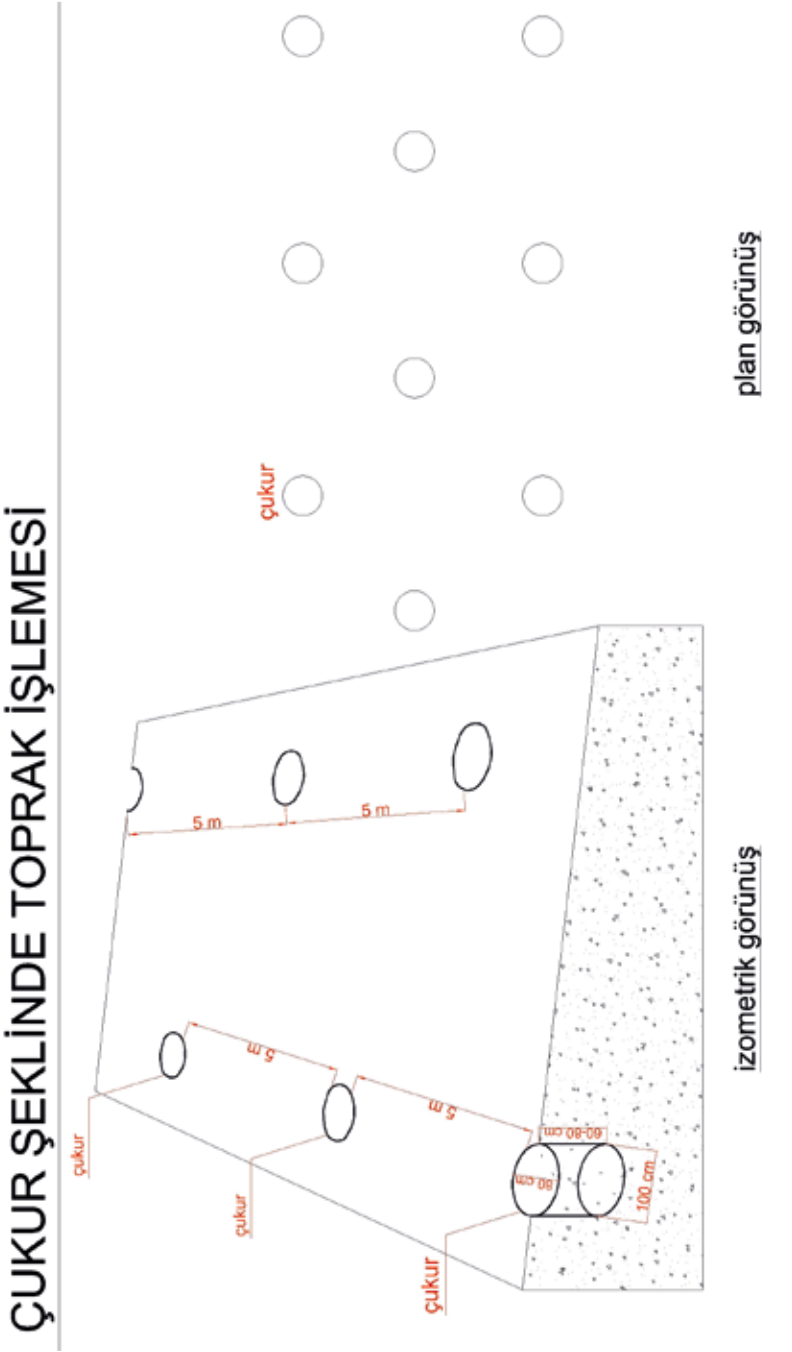 ÇUKUR ŞEKLİNDE TOPRAK İŞLEMESİ
çukur
çukur
çukur
5 m
5 m
80 cm
60-80 cm
100 cm
5 m
5 m
izometrik görünüş
çukur
plan görünüş